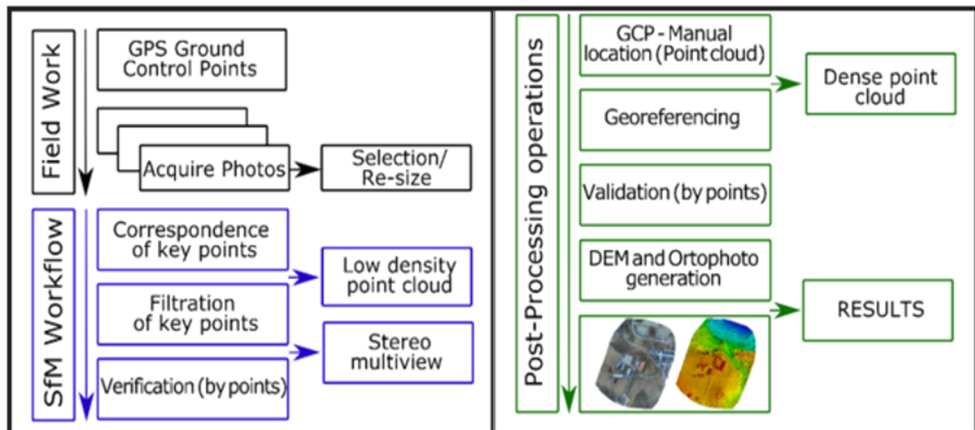 Field Work
GPS Ground
Control Points
Acquire Photos
Selection/
Re-size
SfM Workflow
Correspondence
of key points
Low density
point cloud
Filtration
of key points
Stereo
multiview
Verification (by points)
Post-Processing operations
GCP - Manual
location (Point cloud)
Dense point
cloud
Georeferencing
Validation (by points)
DEM and Ortophoto
generation
RESULTS